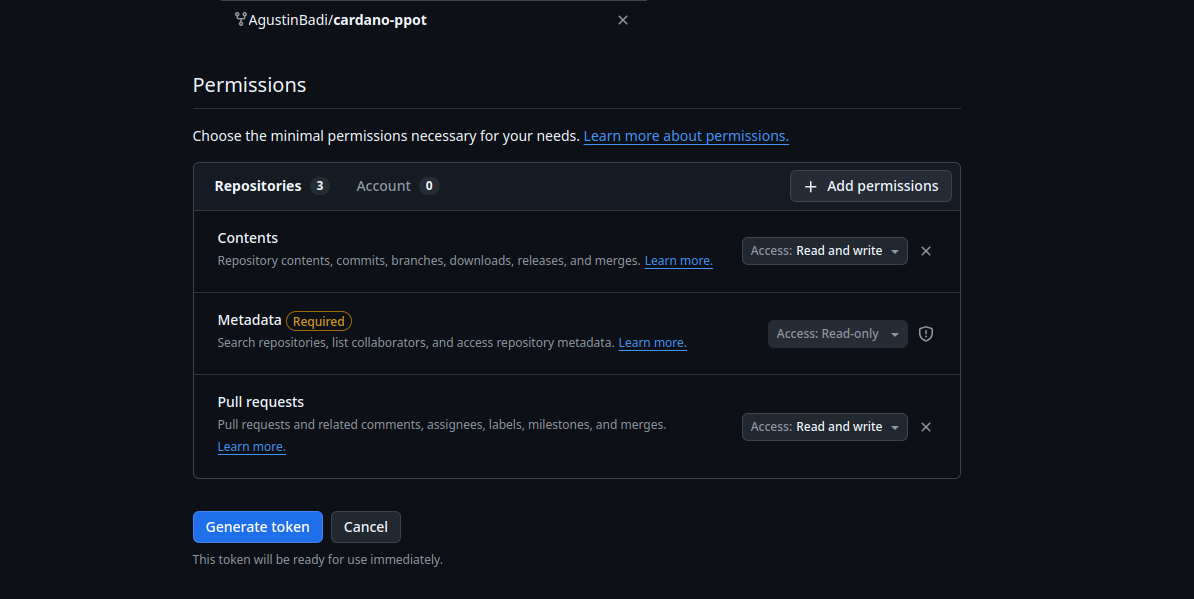 AgustinBadi/cardano-ppot
Permissions
Choose the minimal permissions necessary for your needs. Learn more about permissions.
Repositories 3 Account 0 Add permissions
Contents
Repository contents, commits, branches, downloads, releases, and merges. Learn more.
Access: Read and write
Metadata Required
Search repositories, list collaborators, and access repository metadata. Learn more.
Access: Read-only
Pull requests
Pull requests and related comments, assignees, labels, milestones, and merges.
Learn more.
Access: Read and write
Generate token Cancel
This token will be ready for use immediately.